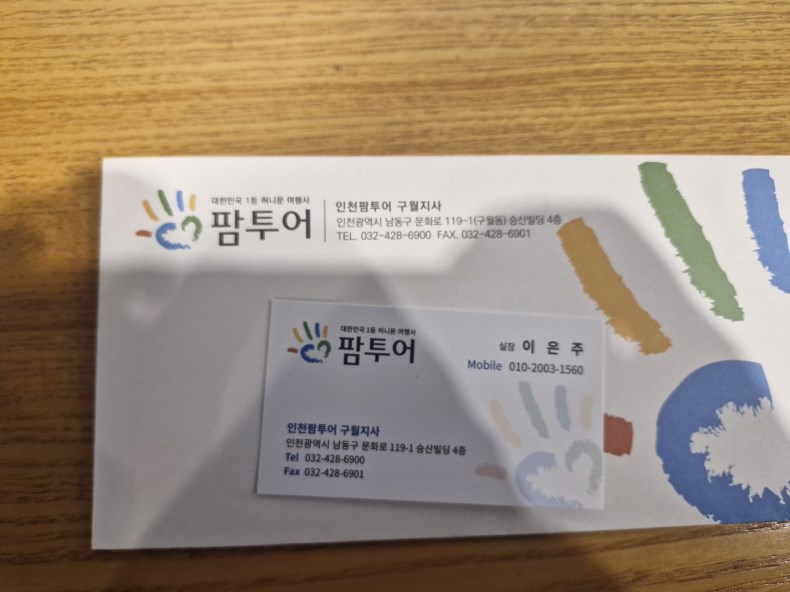 대한민국 1등 허니문 여행사
팜투어
인천팜투어 구월지사
인천광역시 남동구 문화로 119-1(구월동) 승산빌딩 4층
TEL. 032-428-6900 FAX. 032-428-6901
대한민국 1등 허니문 여행사
팜투어
실장 이 은 주
Mobile 010-2003-1560
인천팜투어 구월지사
인천광역시 남동구 문화로 119-1 승산빌딩 4층
Tel 032-428-6900
Fax 032-428-6901